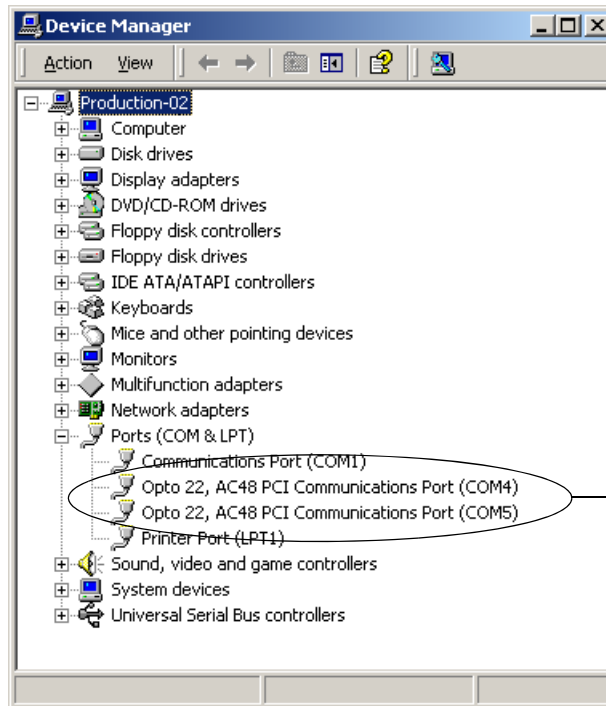 Device Manager
Action View
Production-02
Computer
Disk drives
Display adapters
DVD/CD-ROM drives
Floppy disk controllers
Floppy disk drives
IDE ATA/ATAPI controllers
Keyboards
Mice and other pointing devices
Monitors
Multifunction adapters
Network adapters
Ports (COM & LPT)
Communications Port (COM1)
Opto 22, AC48 PCI Communications Port (COM4)
Opto 22, AC48 PCI Communications Port (COM5)
Printer Port (LPT1)
Sound, video and game controllers
System devices
Universal Serial Bus controllers